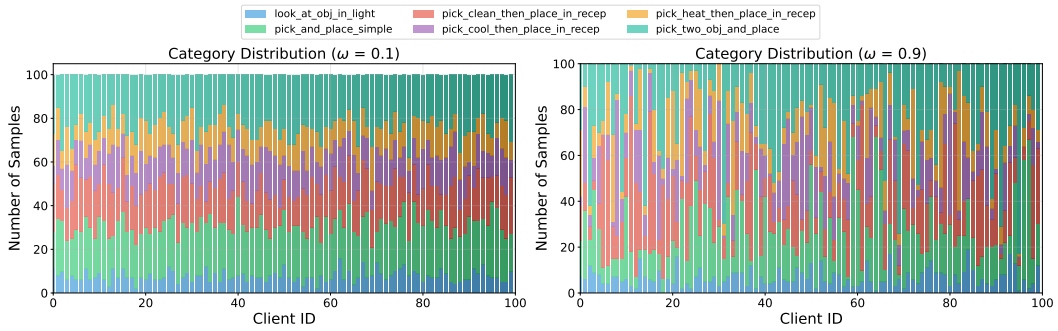 look_at_obj_in_light
pick_clean_then_place_in_recep
pick_heat_then_place_in_recep
pick_and_place_simple
pick_cool_then_place_in_recep
pick_two_obj_and_place
Category Distribution (ω = 0.1)
Number of Samples
100
80
60
40
20
0
0 20 40 60 80 100
Client ID
Category Distribution (ω = 0.9)
Number of Samples
100
80
60
40
20
0
0 20 40 60 80 100
Client ID